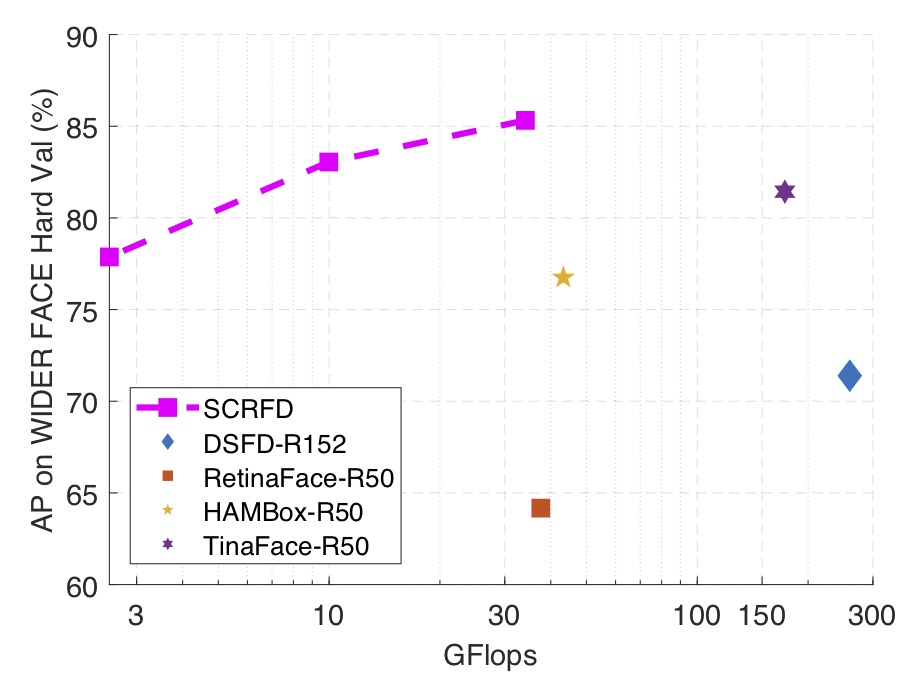 AP on WIDER FACE Hard Val (%)
90
85
80
75
70
65
60
SCRFD
DSFD-R152
RetinaFace-R50
HAMBox-R50
TinaFace-R50
3 10 30 100 150 300
GFlops